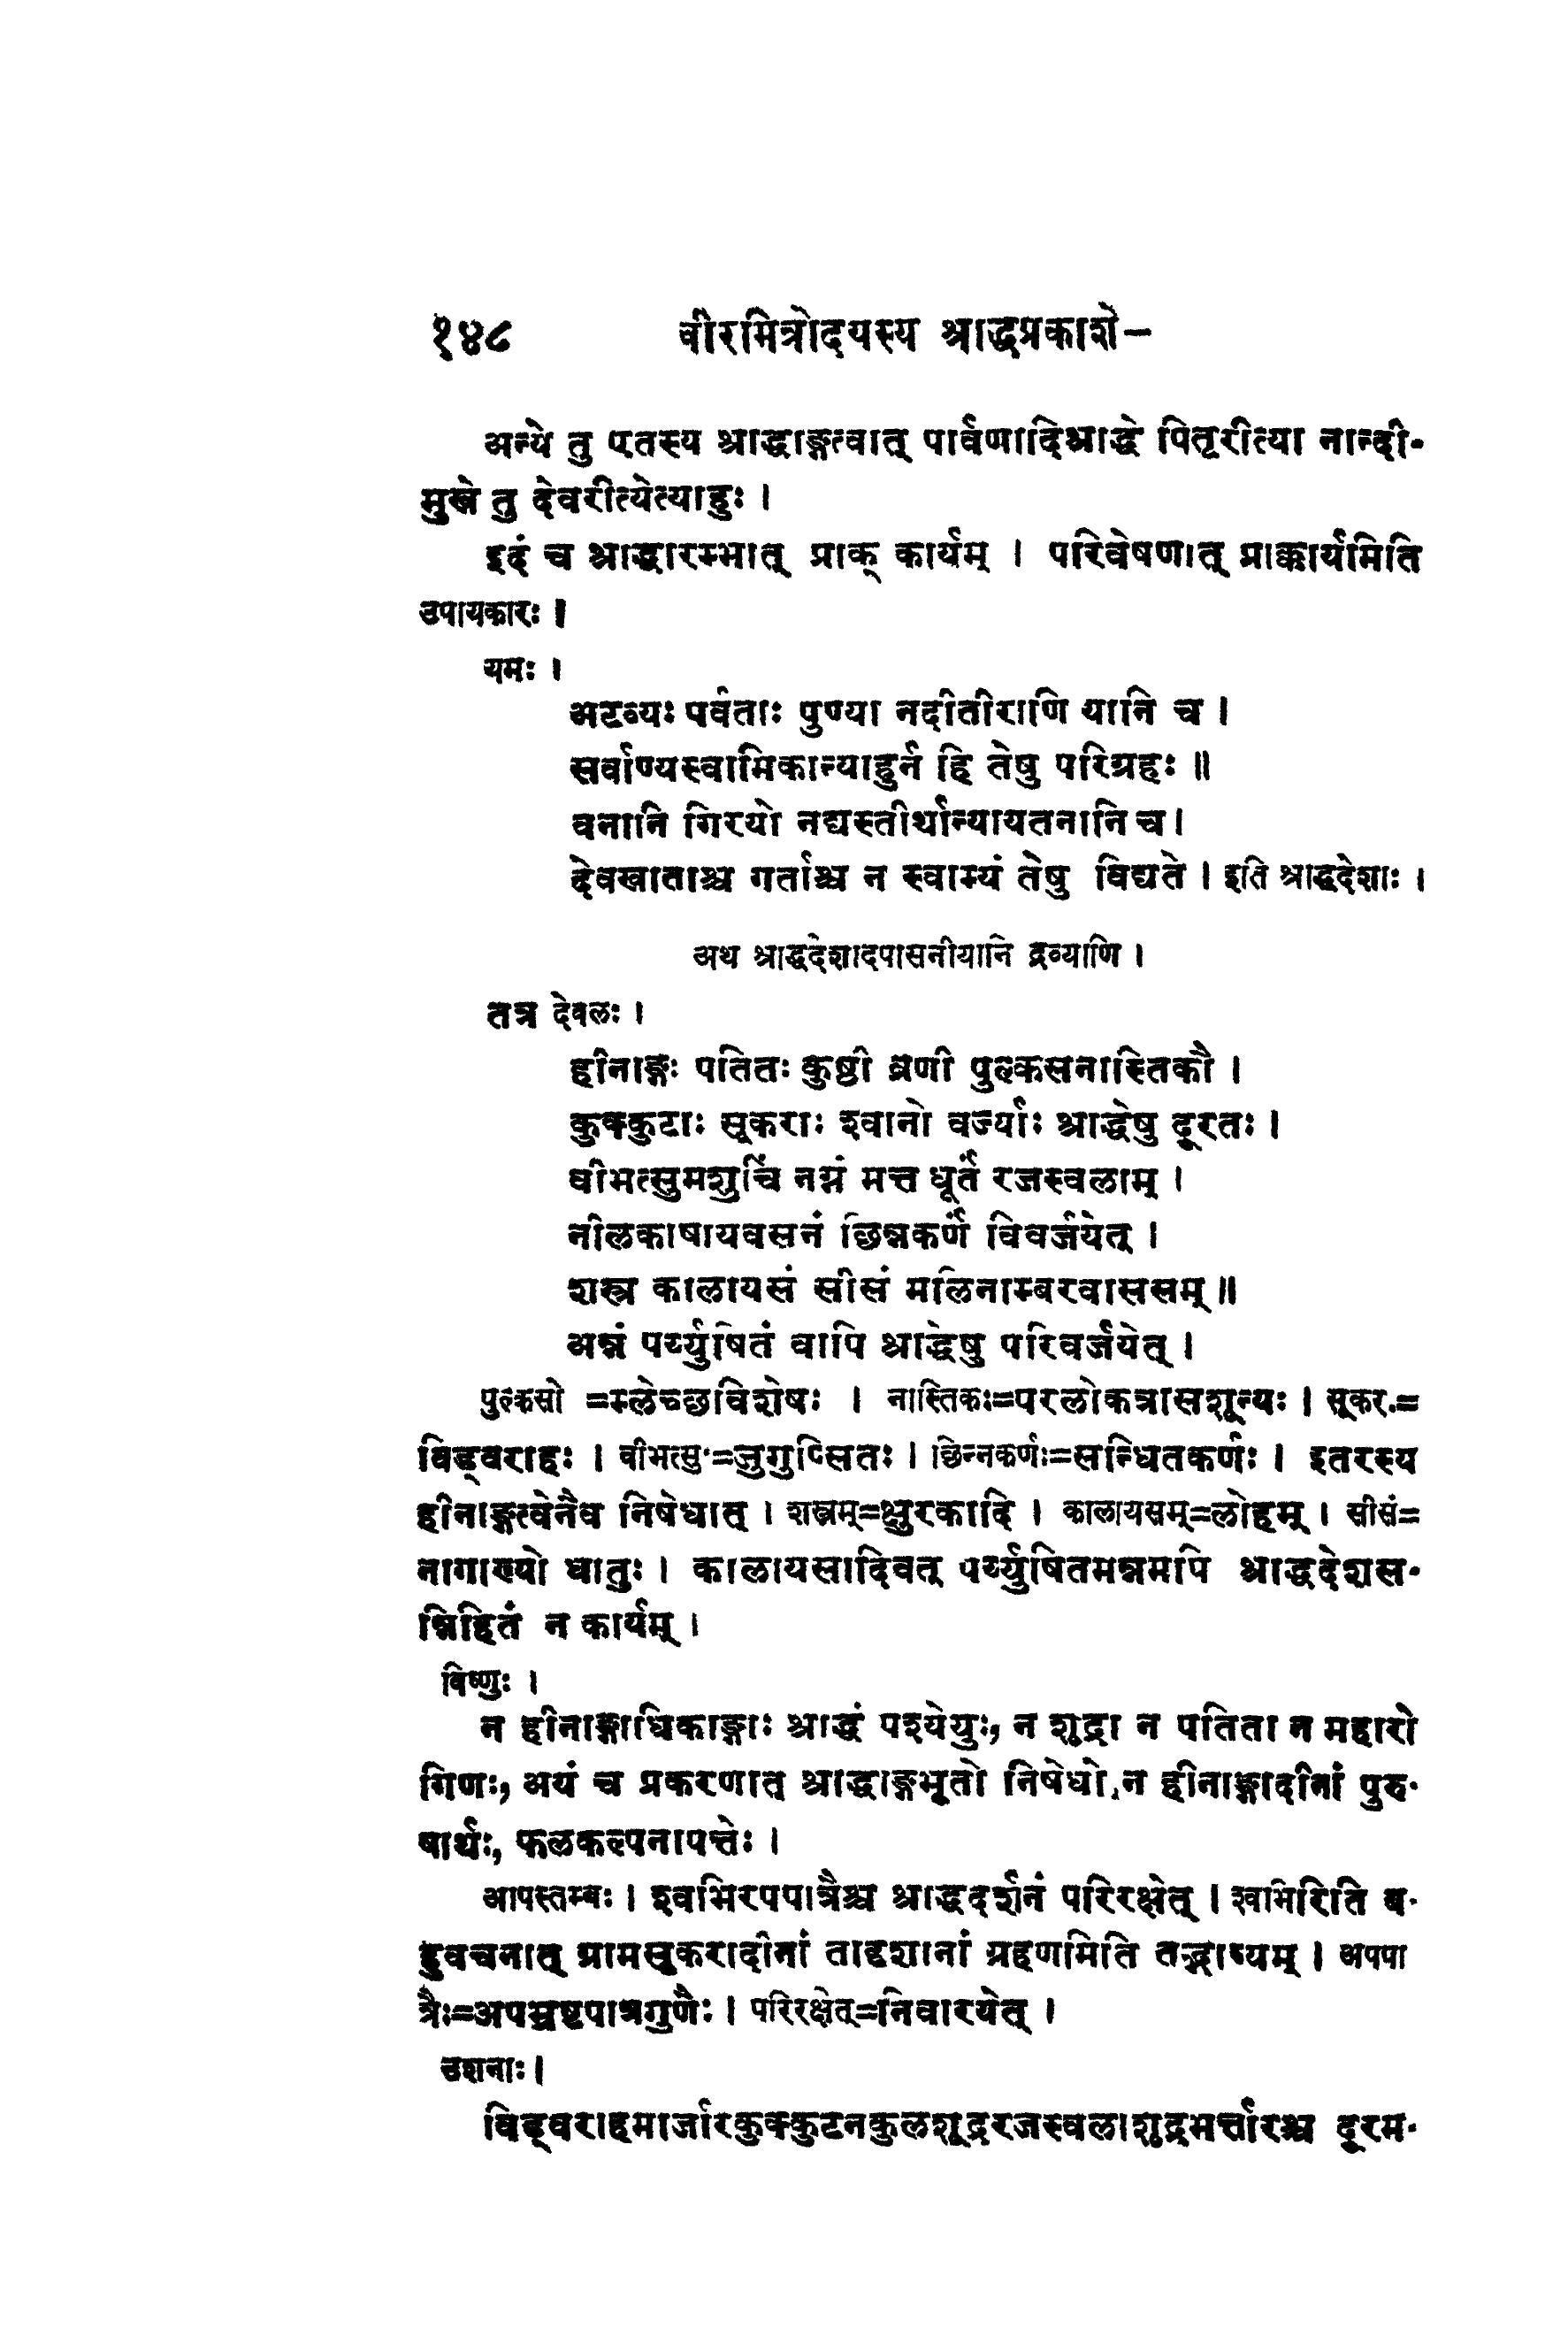 १४८ वीरमित्रोदयस्य श्राद्धप्रकाशे-
अन्ये तु एतस्य श्राद्धाङ्गत्वात् पार्वणादिश्राद्धे पितृरीत्या नान्दी-
मुखे तु देवरीत्येत्याहुः ।
इदं च श्राद्धारम्भात् प्राक् कार्यम् । परिवेषणात् प्राक्कार्यमिति
उपायकारः ।
यमः ।
अटव्यः पर्वताः पुण्या नदीतीराणि यानि च ।
सर्वाण्यस्वामिकान्याहुर्न हि तेषु परिग्रहः ॥
वनानि गिरयो नद्यस्तीर्थान्यायतनानि च ।
देवखाताश्च गर्ताश्च न स्वाम्यं तेषु विद्यते । इति श्राद्धदेशाः ।
अथ श्राद्धदेशादपासनीयानि द्रव्याणि ।
तत्र देवलः ।
हीनाङ्गः पतितः कुष्ठी व्रणी पुल्कसनास्तिकौ ।
कुक्कुटाः सूकराः श्वानो वर्ज्याः श्राद्धेषु दूरतः ।
वीभत्सुमशुचिं नग्नं मत्त धूर्तं रजस्वलाम् ।
नीलकाषायवसनं छिन्नकर्णं विवर्जयेत् ।
शस्त्र कालायसं सीसं मलिनाम्बरवाससम् ॥
अन्नं पर्य्युषितं वापि श्राद्धेषु परिवर्जयेत् ।
पुल्कसो =म्लेच्छविशेषः । नास्तिकः=परलोकत्रासशून्यः । सूकर.=
विड्वराहः । वीभत्सु·=जुगुप्सितः । छिन्नकर्णः=सन्धितकर्णः । इतरस्य
हीनाङ्गत्वेनैव निषेधात् । शस्त्रम्=क्षुरकादि । कालायसम्=लोहम् । सीसं=
नागाख्यो धातुः । कालायसादिवत् पर्य्युषितमन्नमपि श्राद्धदेशस-
न्निहितं न कार्यम् ।
विष्णुः ।
न हीनाङ्गाधिकाङ्गाः श्राद्धं पश्येयुः, न शूद्रा न पतिता न महारो
गिणः, अयं च प्रकरणात् श्राद्धाङ्गभूतो निषेधो न हीनाङ्गादीनां पुरु-
षार्थः, फलकल्पनापत्तेः ।
आपस्तम्बः । श्वाभिरपपात्रैश्च श्राद्धदर्शनं परिरक्षेत् । श्वाभिरिति ब-
हुवचनात् ग्रामसूकरादीनां तादृशानां ग्रहणमिति तद्भाष्यम् । अपपा
त्रैः=अपभ्रष्टपात्रगुणैः । परिरक्षेत्=निवारयेत् ।
उशनाः ।
विड्वराहमार्जारकुक्कुटनकुलशूद्ररजस्वलाशूद्रभर्त्तारश्च दूरम-